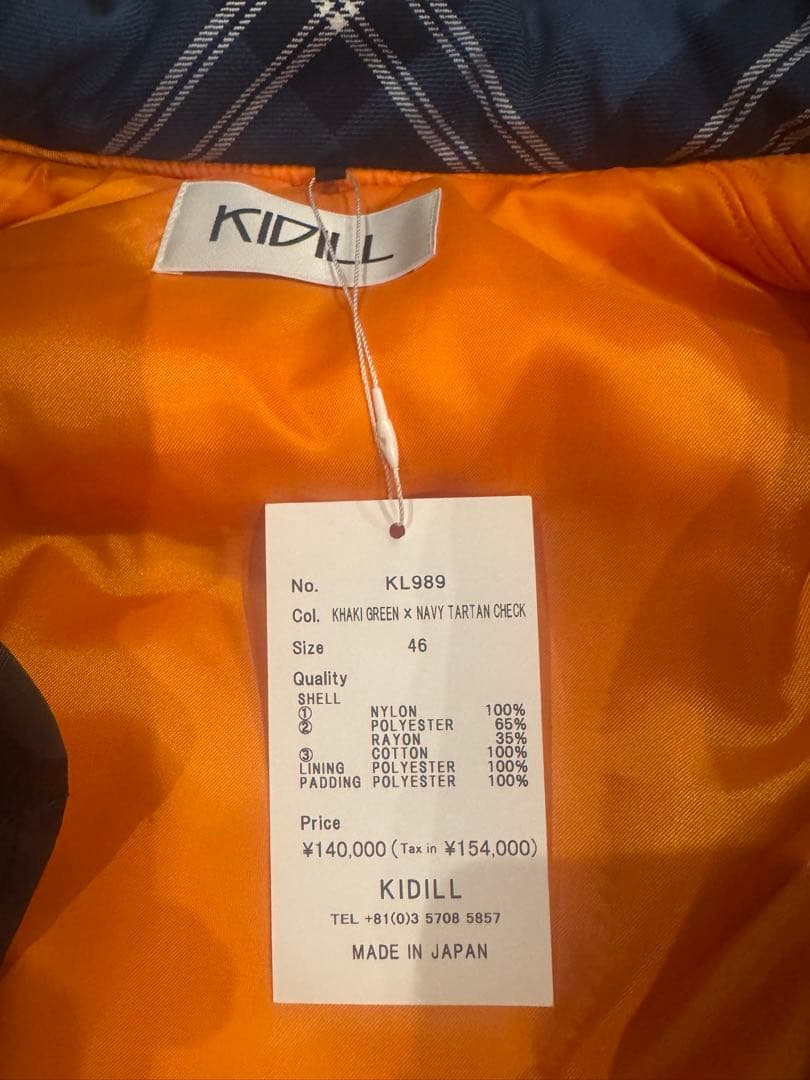 KIDILL
No. KL989
Col. KHAKI GREEN × NAVY TARTAN CHECK
Size 46
Quality
SHELL
① NYLON 100%
② POLYESTER 65%
RAYON 35%
③ COTTON 100%
LINING POLYESTER 100%
PADDING POLYESTER 100%
Price
¥140,000 (Tax in ¥154,000)
KIDILL
TEL +81(0)3 5708 5857
MADE IN JAPAN